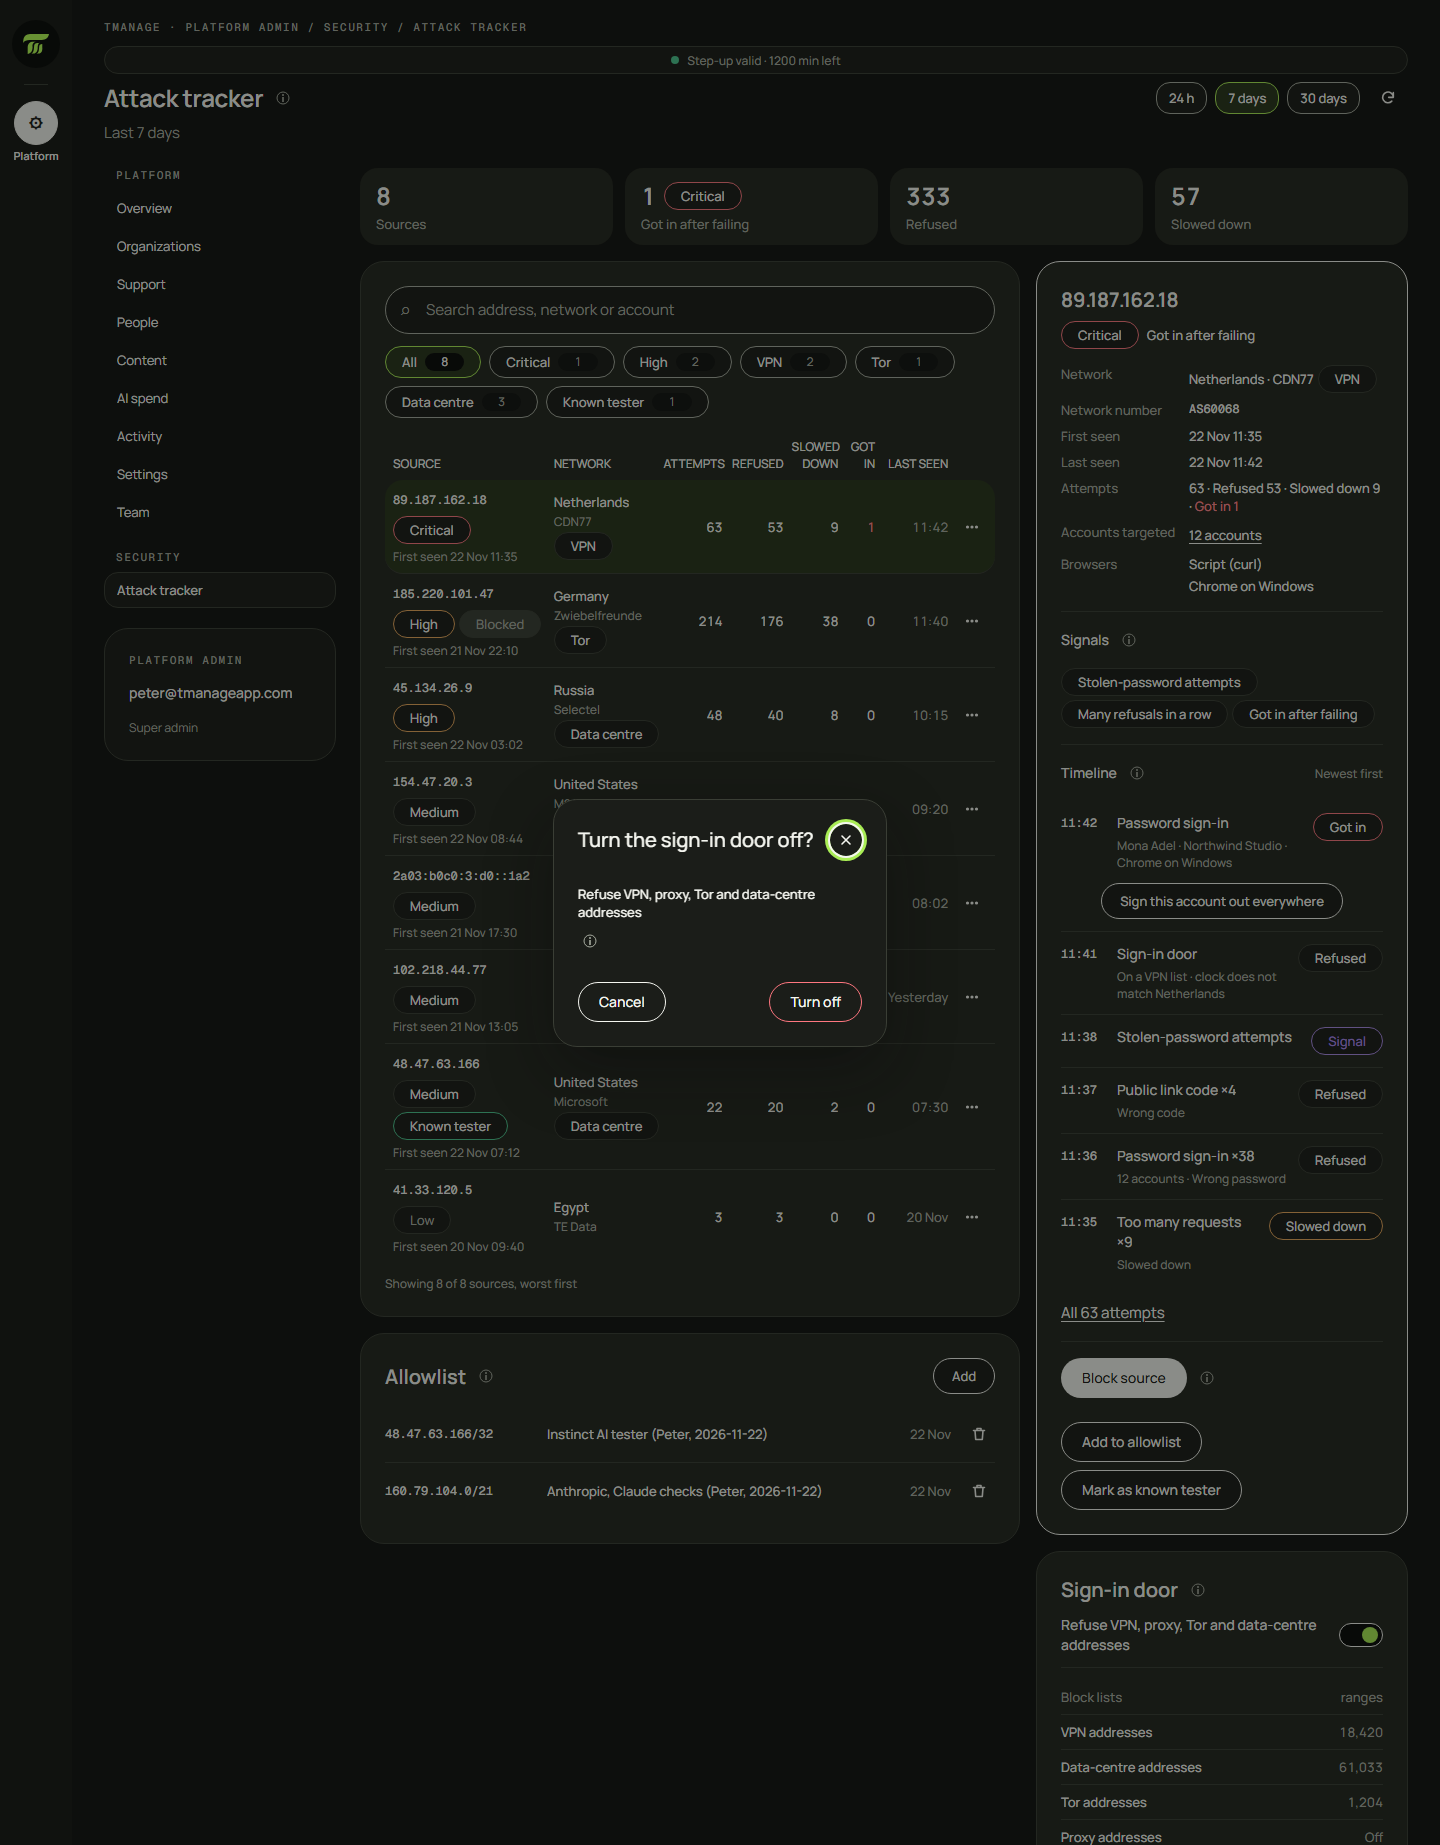 TMANAGE · PLATFORM ADMIN / SECURITY / ATTACK TRACKER
Step-up valid · 1200 min left
Attack tracker
24 h
7 days
30 days
Last 7 days
Platform
PLATFORM
Overview
Organizations
Support
People
Content
AI spend
Activity
Settings
Team
SECURITY
Attack tracker
PLATFORM ADMIN
peter@tmanageapp.com
Super admin
8
Sources
1 Critical
Got in after failing
333
Refused
57
Slowed down
Search address, network or account
All 8
Critical 1
High 2
VPN 2
Tor 1
Data centre 3
Known tester 1
SOURCE NETWORK ATTEMPTS REFUSED SLOWED DOWN GOT IN LAST SEEN
89.187.162.18
Critical
First seen 22 Nov 11:35
Netherlands
CDN77
VPN
63 53 9 1 11:42
185.220.101.47
High Blocked
First seen 21 Nov 22:10
Germany
Zwiebelfreunde
Tor
214 176 38 0 11:40
45.134.26.9
High
First seen 22 Nov 03:02
Russia
Selectel
Data centre
48 40 8 0 10:15
154.47.20.3
Medium
First seen 22 Nov 08:44
United States
09:20
2a03:b0c0:3:d0::1a2
Medium
First seen 21 Nov 17:30
08:02
102.218.44.77
Medium
First seen 21 Nov 13:05
Yesterday
48.47.63.166
Medium
Known tester
First seen 22 Nov 07:12
United States
Microsoft
Data centre
22 20 2 0 07:30
41.33.120.5
Low
First seen 20 Nov 09:40
Egypt
TE Data
3 3 0 0 20 Nov
Showing 8 of 8 sources, worst first
Turn the sign-in door off?
Refuse VPN, proxy, Tor and data-centre
addresses
Cancel
Turn off
Allowlist
Add
48.47.63.166/32 Instinct AI tester (Peter, 2026-11-22) 22 Nov
160.79.104.0/21 Anthropic, Claude checks (Peter, 2026-11-22) 22 Nov
89.187.162.18
Critical Got in after failing
Network Netherlands · CDN77 VPN
Network number AS60068
First seen 22 Nov 11:35
Last seen 22 Nov 11:42
Attempts 63 · Refused 53 · Slowed down 9
· Got in 1
Accounts targeted 12 accounts
Browsers Script (curl)
Chrome on Windows
Signals
Stolen-password attempts
Many refusals in a row
Got in after failing
Timeline
Newest first
11:42 Password sign-in Got in
Mona Adel · Northwind Studio ·
Chrome on Windows
Sign this account out everywhere
11:41 Sign-in door Refused
On a VPN list · clock does not
match Netherlands
11:38 Stolen-password attempts Signal
11:37 Public link code ×4 Refused
Wrong code
11:36 Password sign-in ×38 Refused
12 accounts · Wrong password
11:35 Too many requests
×9
Slowed down
Slowed down
All 63 attempts
Block source
Add to allowlist
Mark as known tester
Sign-in door
Refuse VPN, proxy, Tor and data-centre
addresses
Block lists ranges
VPN addresses 18,420
Data-centre addresses 61,033
Tor addresses 1,204
Proxy addresses Off